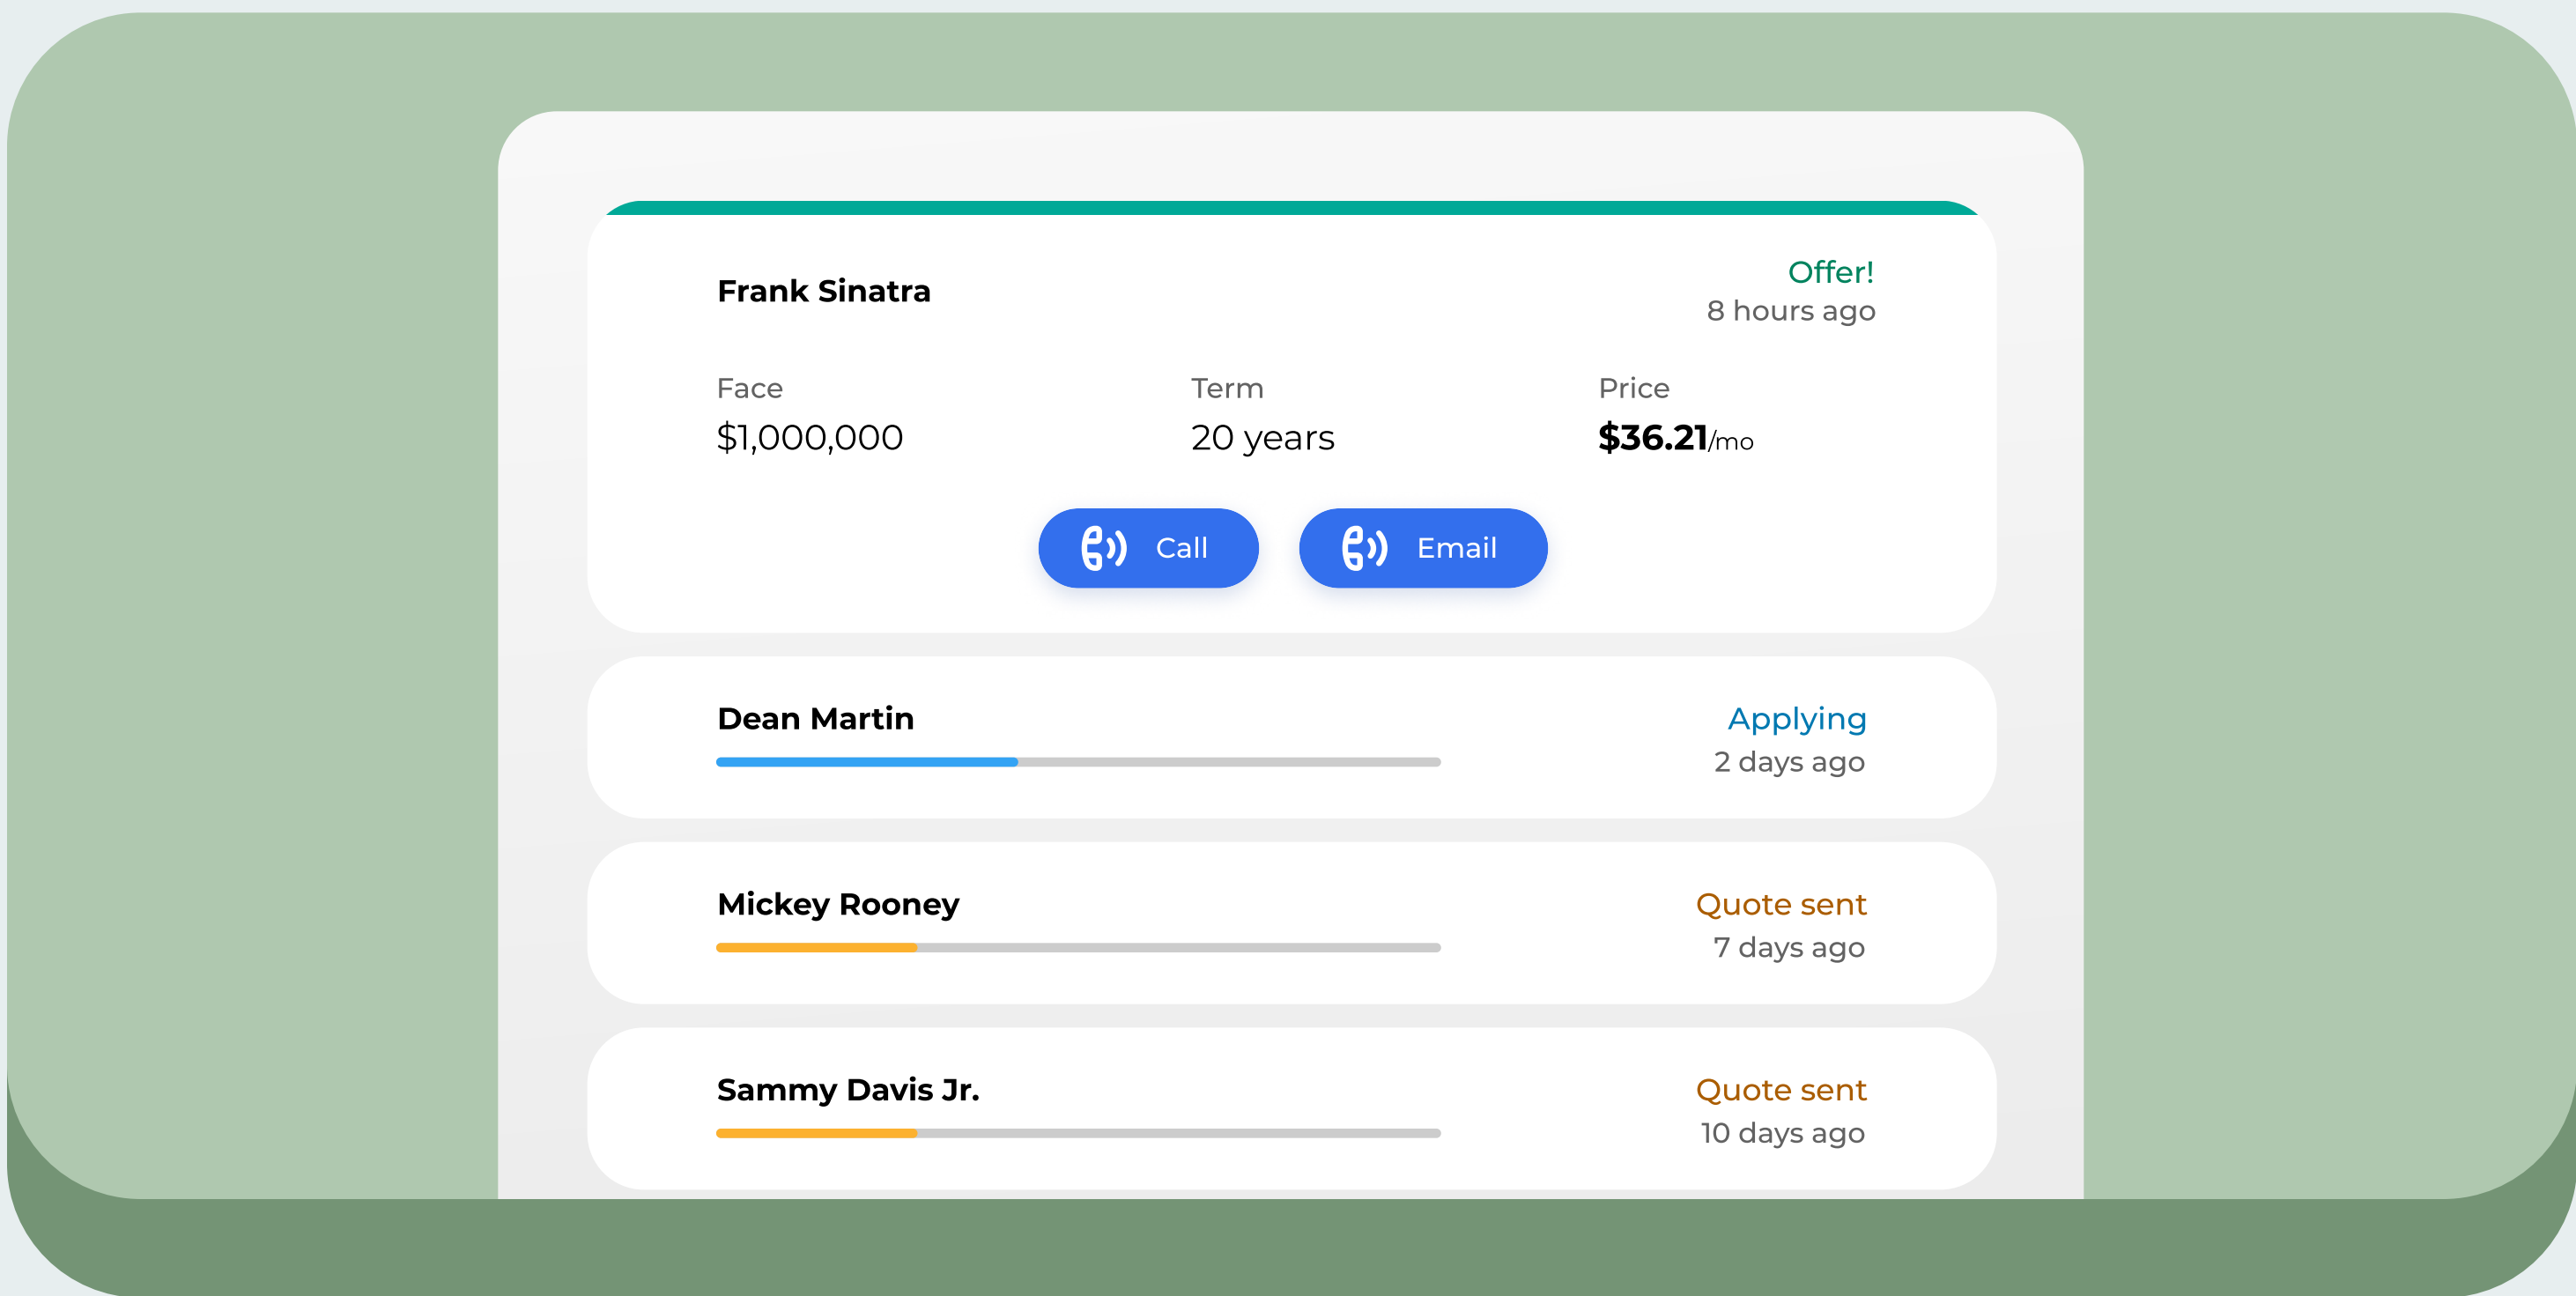 Frank Sinatra
Offer!
8 hours ago
Face
Term
Price
$1,000,000
20 years
$36.21/mo
Call
Email
Dean Martin
Applying
2 days ago
Mickey Rooney
Quote sent
7 days ago
Sammy Davis Jr.
Quote sent
10 days ago